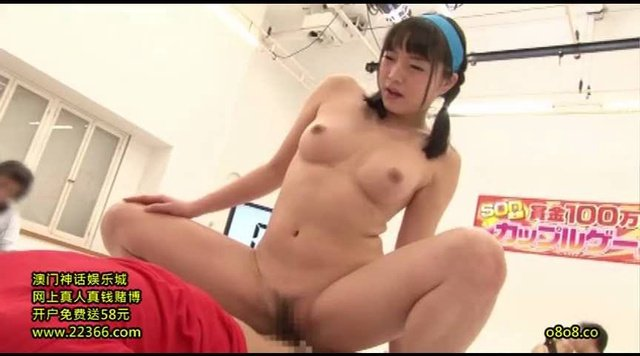 500
賞金100万
カップルゲー
澳门神话娱乐城
网上真人真钱赌博
开户免费送58元
www.22366.com
o8o8.co